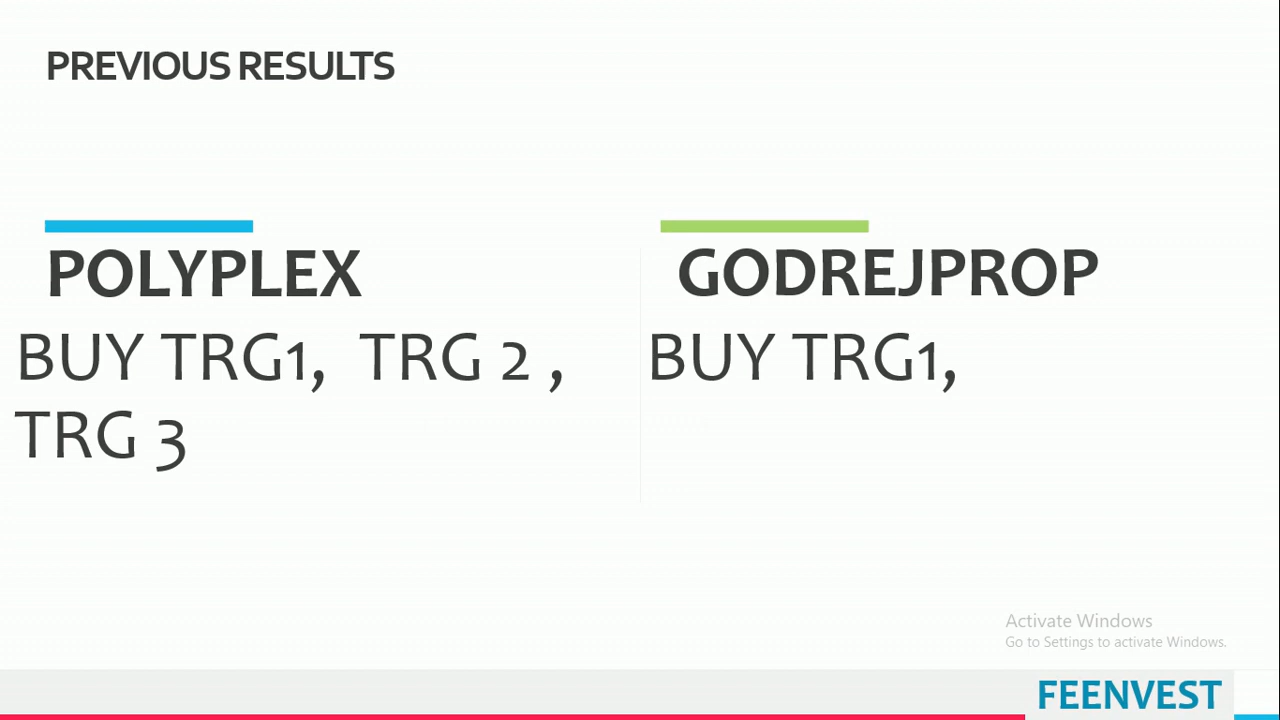 PREVIOUS RESULTS
POLYPLEX
BUY TRG1, TRG 2 ,
TRG 3
GODREJPROP
BUY TRG1,
Activate Windows
Go to Settings to activate Windows.
FEENVEST